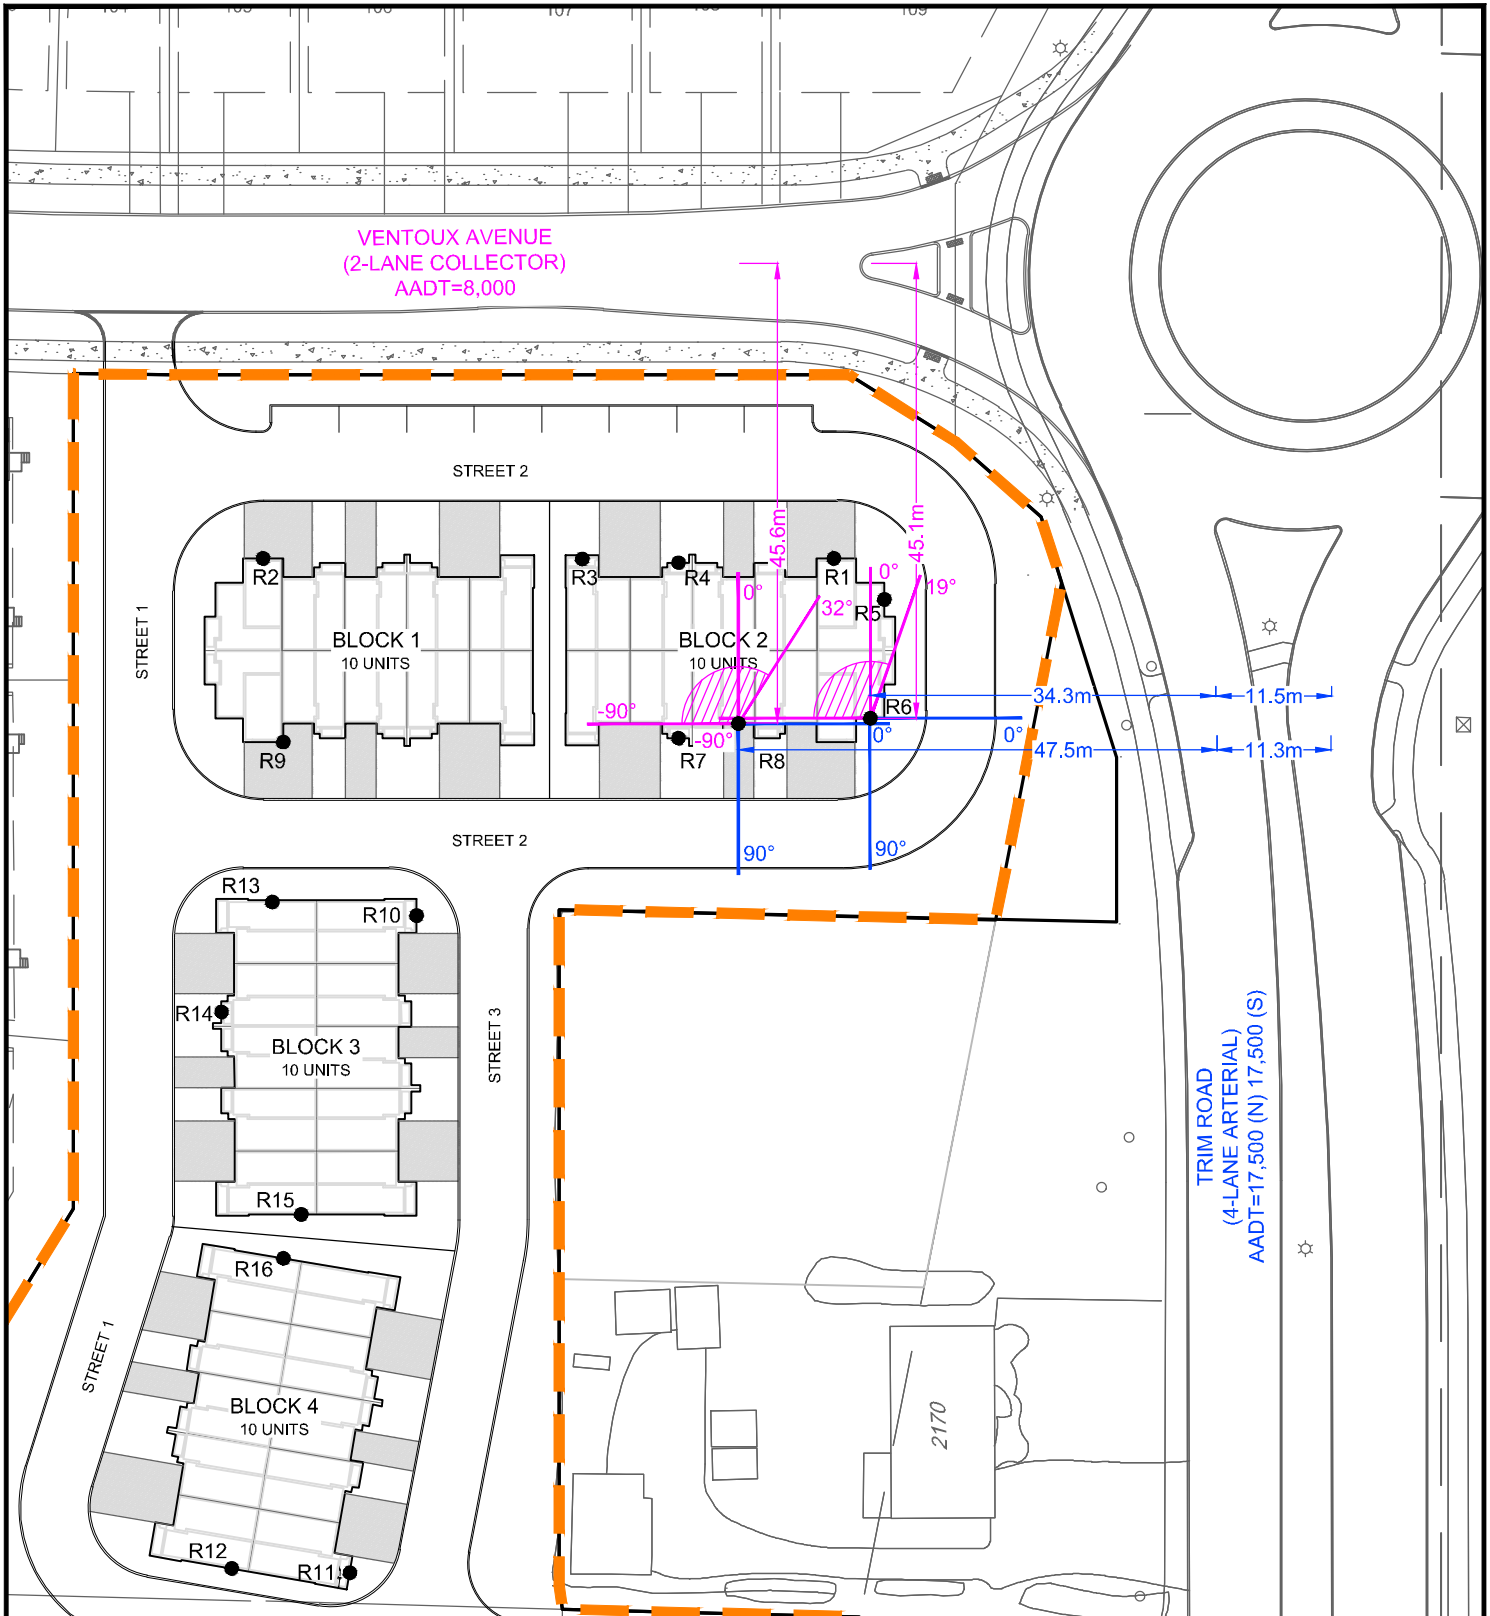 107
109
VENTOUX AVENUE
(2-LANE COLLECTOR)
AADT=8,000
STREET 2
45.6m
45.1m
R2
R3
R4
R1
0°
0°
19°
32°
R5
STREET 1
BLOCK 1
10 UNITS
BLOCK 2
10 UNITS
34.3m
11.5m
-90°
R6
-90°
0°
0°
R9
R7
R8
47.5m
11.3m
STREET 2
90°
90°
R13
R10
R14
STREET 3
BLOCK 3
10 UNITS
TRIM ROAD
(4-LANE ARTERIAL)
AADT=17,500 (N) 17,500 (S)
R15
R16
STREET 1
BLOCK 4
10 UNITS
2170
R12
R11